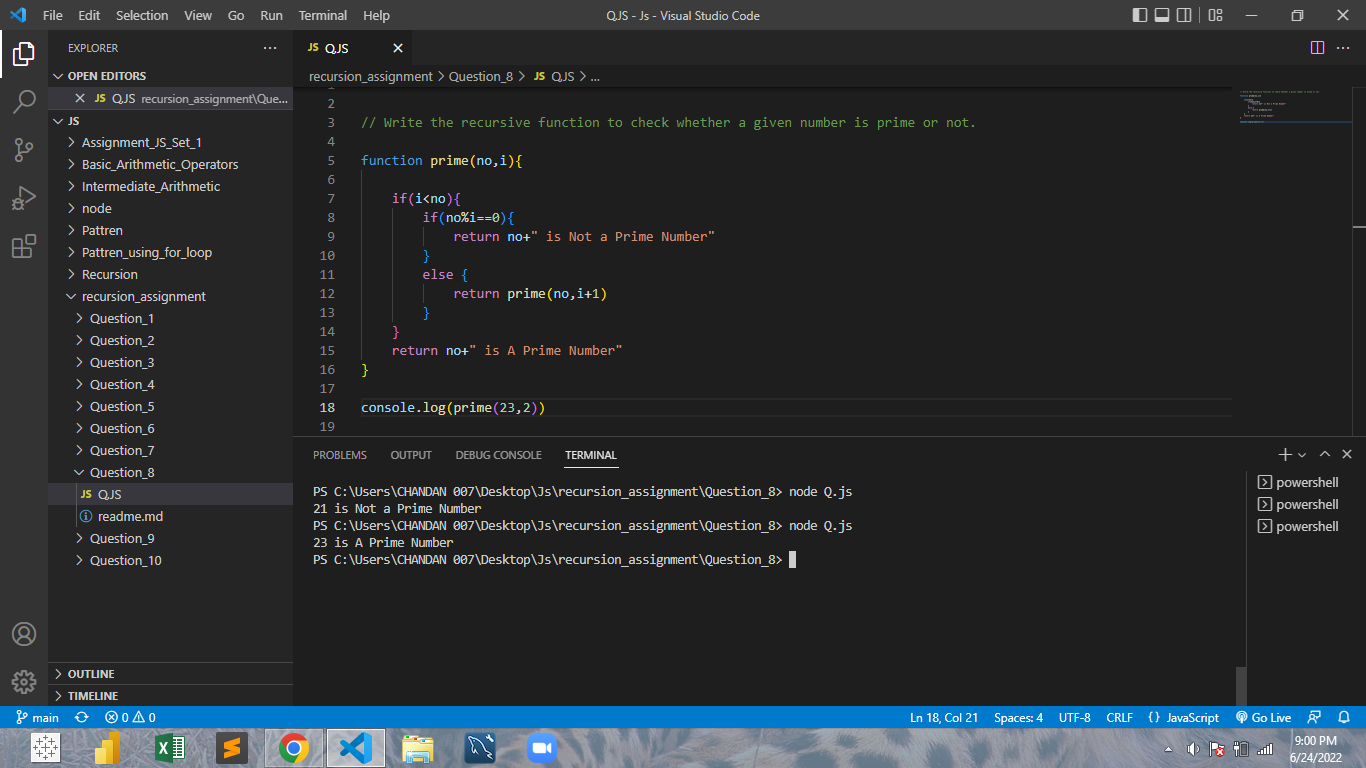 File Edit Selection View Go Run Terminal Help
Q.JS - Js - Visual Studio Code
EXPLORER
OPEN EDITORS
JS Q.JS recursion_assignment\Que...
JS
Assignment_JS_Set_1
Basic_Arithmetic_Operators
Intermediate_Arithmetic
node
Pattren
Pattren_using_for_loop
Recursion
recursion_assignment
Question_1
Question_2
Question_3
Question_4
Question_5
Question_6
Question_7
Question_8
JS Q.JS
readme.md
Question_9
Question_10
OUTLINE
TIMELINE
JS Q.JS
recursion_assignment > Question_8 > JS Q.JS > ...
2
3 // Write the recursive function to check whether a given number is prime or not.
4
5 function prime(no,i){
6
7 if(i<no){
8 if(no%i==0){
9 return no+" is Not a Prime Number"
10 }
11 else {
12 return prime(no,i+1)
13 }
14 }
15 return no+" is A Prime Number"
16 }
17
18 console.log(prime(23,2))
19
PROBLEMS OUTPUT DEBUG CONSOLE TERMINAL
PS C:\Users\CHANDAN 007\Desktop\Js\recursion_assignment\Question_8> node Q.js
21 is Not a Prime Number
PS C:\Users\CHANDAN 007\Desktop\Js\recursion_assignment\Question_8> node Q.js
23 is A Prime Number
PS C:\Users\CHANDAN 007\Desktop\Js\recursion_assignment\Question_8>
powershell
powershell
powershell
main 0 0
Ln 18, Col 21 Spaces: 4 UTF-8 CRLF {} JavaScript Go Live
9:00 PM
6/24/2022